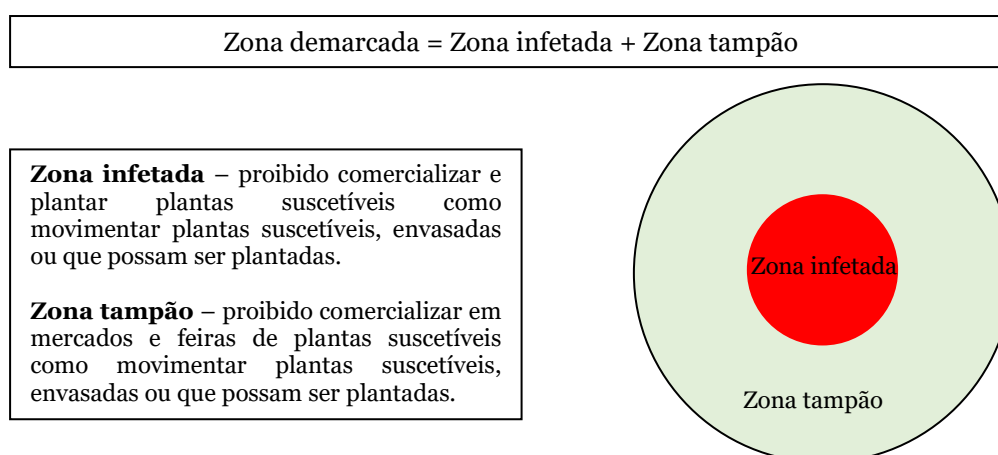 Zona demarcada = Zona infetada + Zona tampão
Zona infetada – proibido comercializar e
plantar plantas suscetíveis como
movimentar plantas suscetíveis, envasadas
ou que possam ser plantadas.
Zona tampão – proibido comercializar em
mercados e feiras de plantas suscetíveis
como movimentar plantas suscetíveis,
envasadas ou que possam ser plantadas.
Zona infetada
Zona tampão